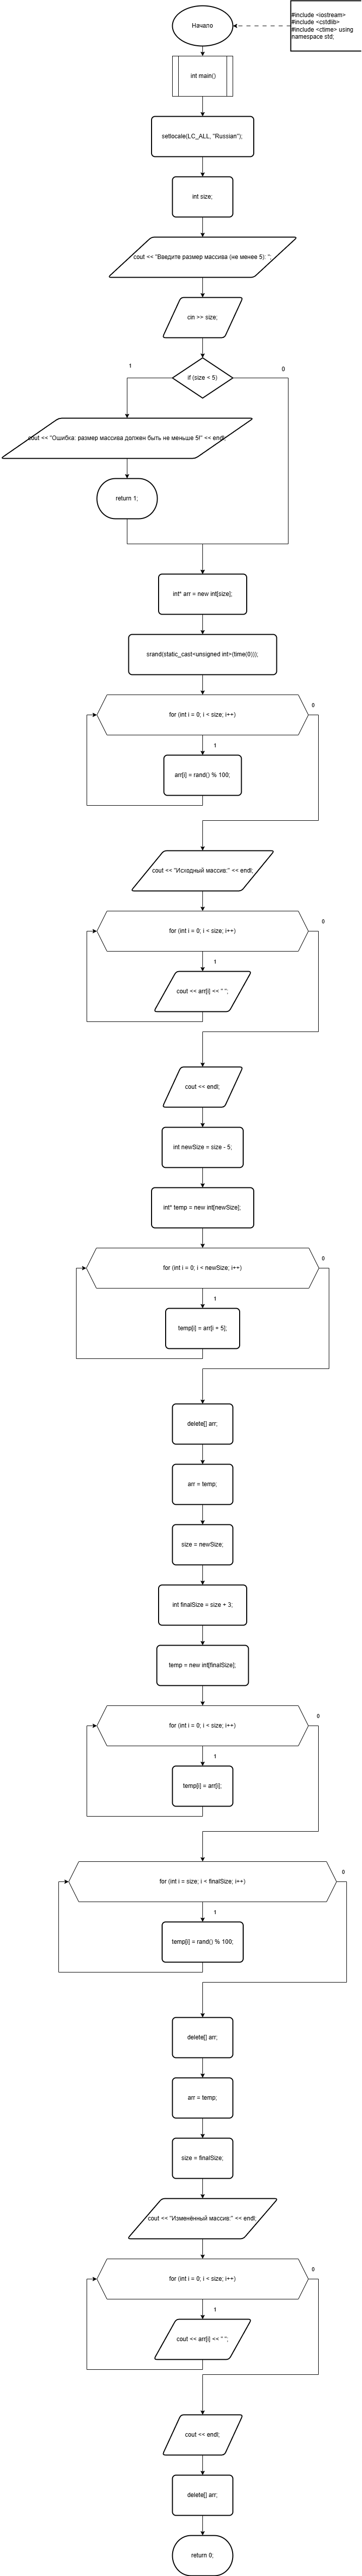 Начало
#include <iostream>
#include <cstdlib>
#include <ctime> using
namespace std;
int main()
setlocale(LC_ALL, "Russian");
int size;
cout << "Введите размер массива (не менее 5): "
cin >> size;
if (size < 5)
1
0
cout << "Ошибка: размер массива должен быть не меньше 5!" << endl;
return 1;
int* arr = new int[size];
srand(static_cast<unsigned int>(time(0)));
for (int i = 0; i < size; i++)
0
1
arr[i] = rand() % 100;
cout << "Исходный массив:" << endl;
for (int i = 0; i < size; i++)
0
1
cout << arr[i] << " ";
cout << endl;
int newSize = size - 5;
int* temp = new int[newSize];
for (int i = 0; i < newSize; i++)
0
1
temp[i] = arr[i + 5];
delete[] arr;
arr = temp;
size = newSize;
int finalSize = size + 3;
temp = new int[finalSize];
for (int i = 0; i < size; i++)
0
1
temp[i] = arr[i];
for (int i = size; i < finalSize; i++)
0
1
temp[i] = rand() % 100;
delete[] arr;
arr = temp;
size = finalSize;
cout << "Изменённый массив:" << endl;
for (int i = 0; i < size; i++)
0
1
cout << arr[i] << " ";
cout << endl;
delete[] arr;
return 0;